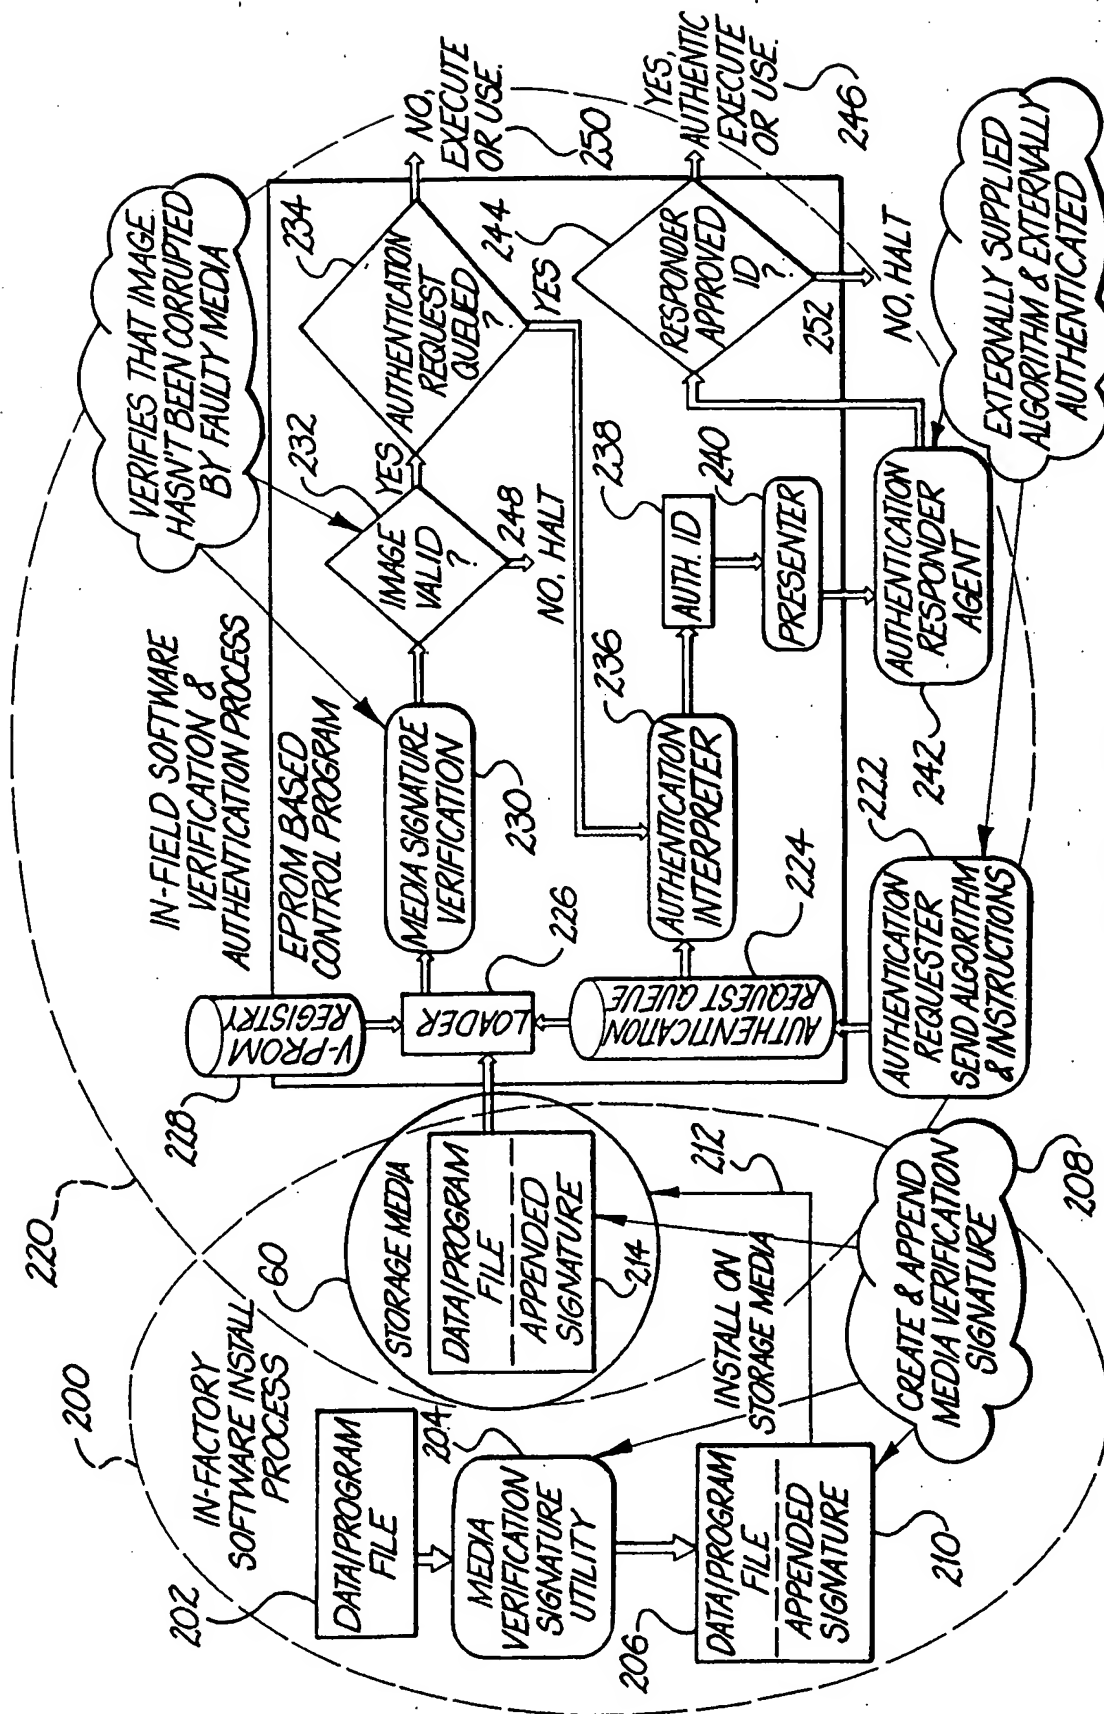 200
IN-FACTORY
SOFTWARE INSTALL
PROCESS
202
DATA/PROGRAM
FILE
204
MEDIA
VERIFICATION
SIGNATURE
UTILITY
206
DATA/PROGRAM
FILE
APPENDED
SIGNATURE
210
INSTALL ON
STORAGE MEDIA
212
CREATE & APPEND
MEDIA VERIFICATION
SIGNATURE
208
60
STORAGE MEDIA
DATA/PROGRAM
FILE
APPENDED
SIGNATURE
214
220
IN-FIELD SOFTWARE
VERIFICATION &
AUTHENTICATION PROCESS
228
V-PROM
REGISTRY
EPROM BASED
CONTROL PROGRAM
LOADER
226
AUTHENTICATION
REQUEST QUEUE
224
AUTHENTICATION
REQUESTER
SEND ALGORITHM
& INSTRUCTIONS
222
MEDIA SIGNATURE
VERIFICATION
230
VERIFIES THAT IMAGE
HASN'T BEEN CORRUPTED
BY FAULTY MEDIA
232
IMAGE
VALID
?
YES
248
NO, HALT
234
AUTHENTICATION
REQUEST
QUEUED
?
YES
NO,
EXECUTE
OR USE.
250
AUTHENTICATION
INTERPRETER
236
AUTH. ID
238
PRESENTER
240
AUTHENTICATION
RESPONDER
AGENT
242
244
RESPONDER
APPROVED
ID
?
YES,
AUTHENTIC
EXECUTE
OR USE.
246
252
NO, HALT
EXTERNALLY SUPPLIED
ALGORITHM & EXTERNALLY
AUTHENTICATED